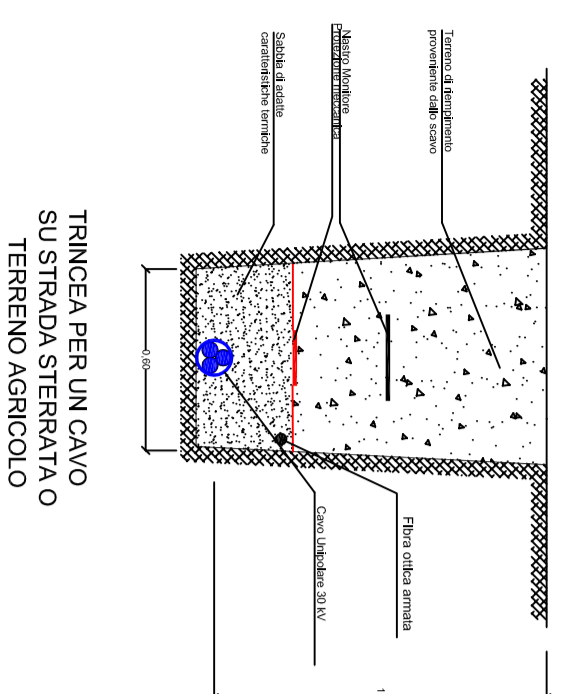 Terreno di riempimento
proveniente dallo scavo
Nastro Monitore
Protezione meccanica
Sabbia di adatte
caratteristiche termiche
Fibra ottica armata
Cavo Unipolare 30 kV
0,60
1
TRINCEA PER UN CAVO
SU STRADA STERRATA O
TERRENO AGRICOLO